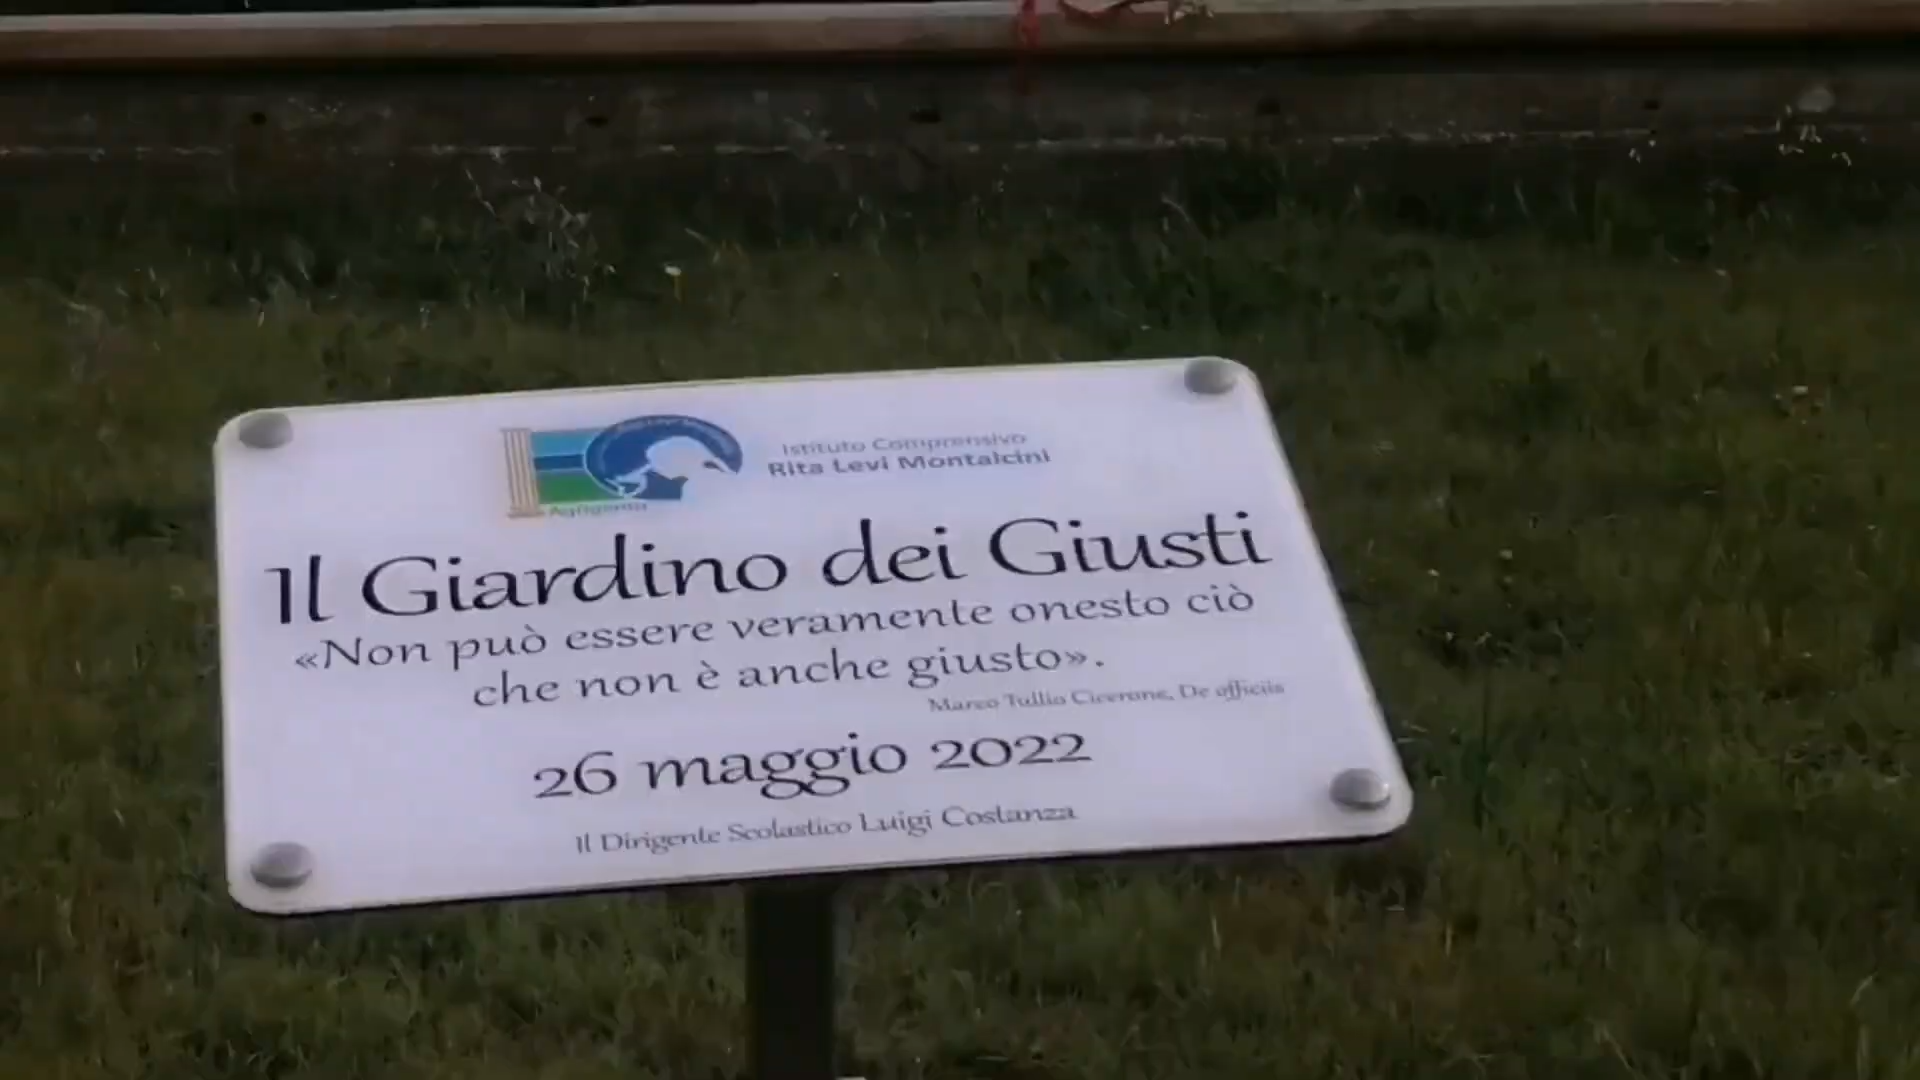 Istituto Comprensivo
Rita Levi Montalcini
Agrigento
Il Giardino dei Giusti
«Non può essere veramente onesto ciò
che non è anche giusto».
Marco Tullio Cicerone, De officiis
26 maggio 2022
Il Dirigente Scolastico Luigi Costanza